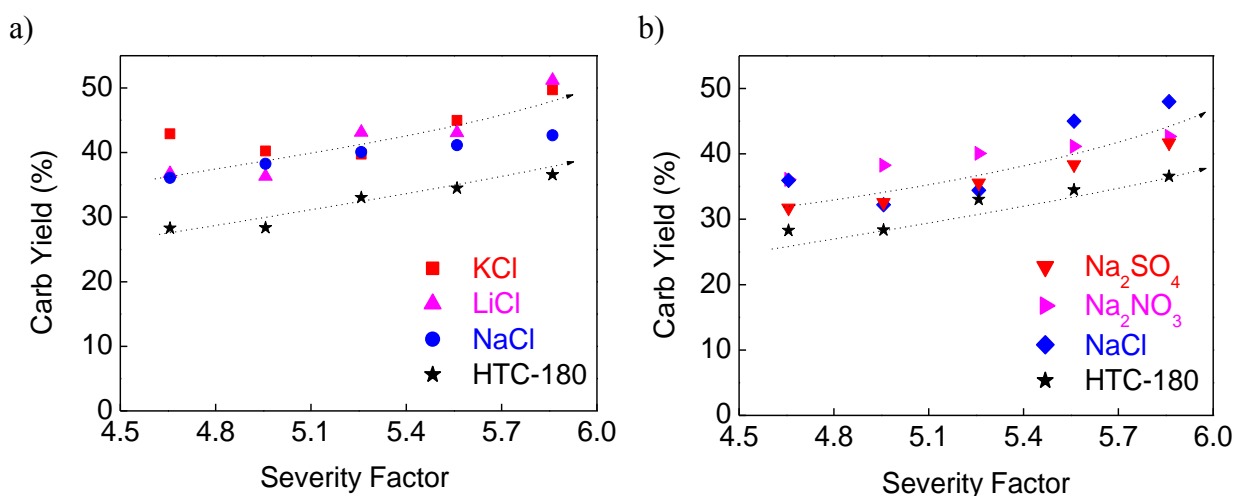 a)
Carb Yield (%)
50
40
30
20
10
0
KCl
LiCl
NaCl
HTC-180
4.5 4.8 5.1 5.4 5.7 6.0
Severity Factor
b)
Carb Yield (%)
50
40
30
20
10
0
Na₂SO₄
Na₂NO₃
NaCl
HTC-180
4.5 4.8 5.1 5.4 5.7 6.0
Severity Factor